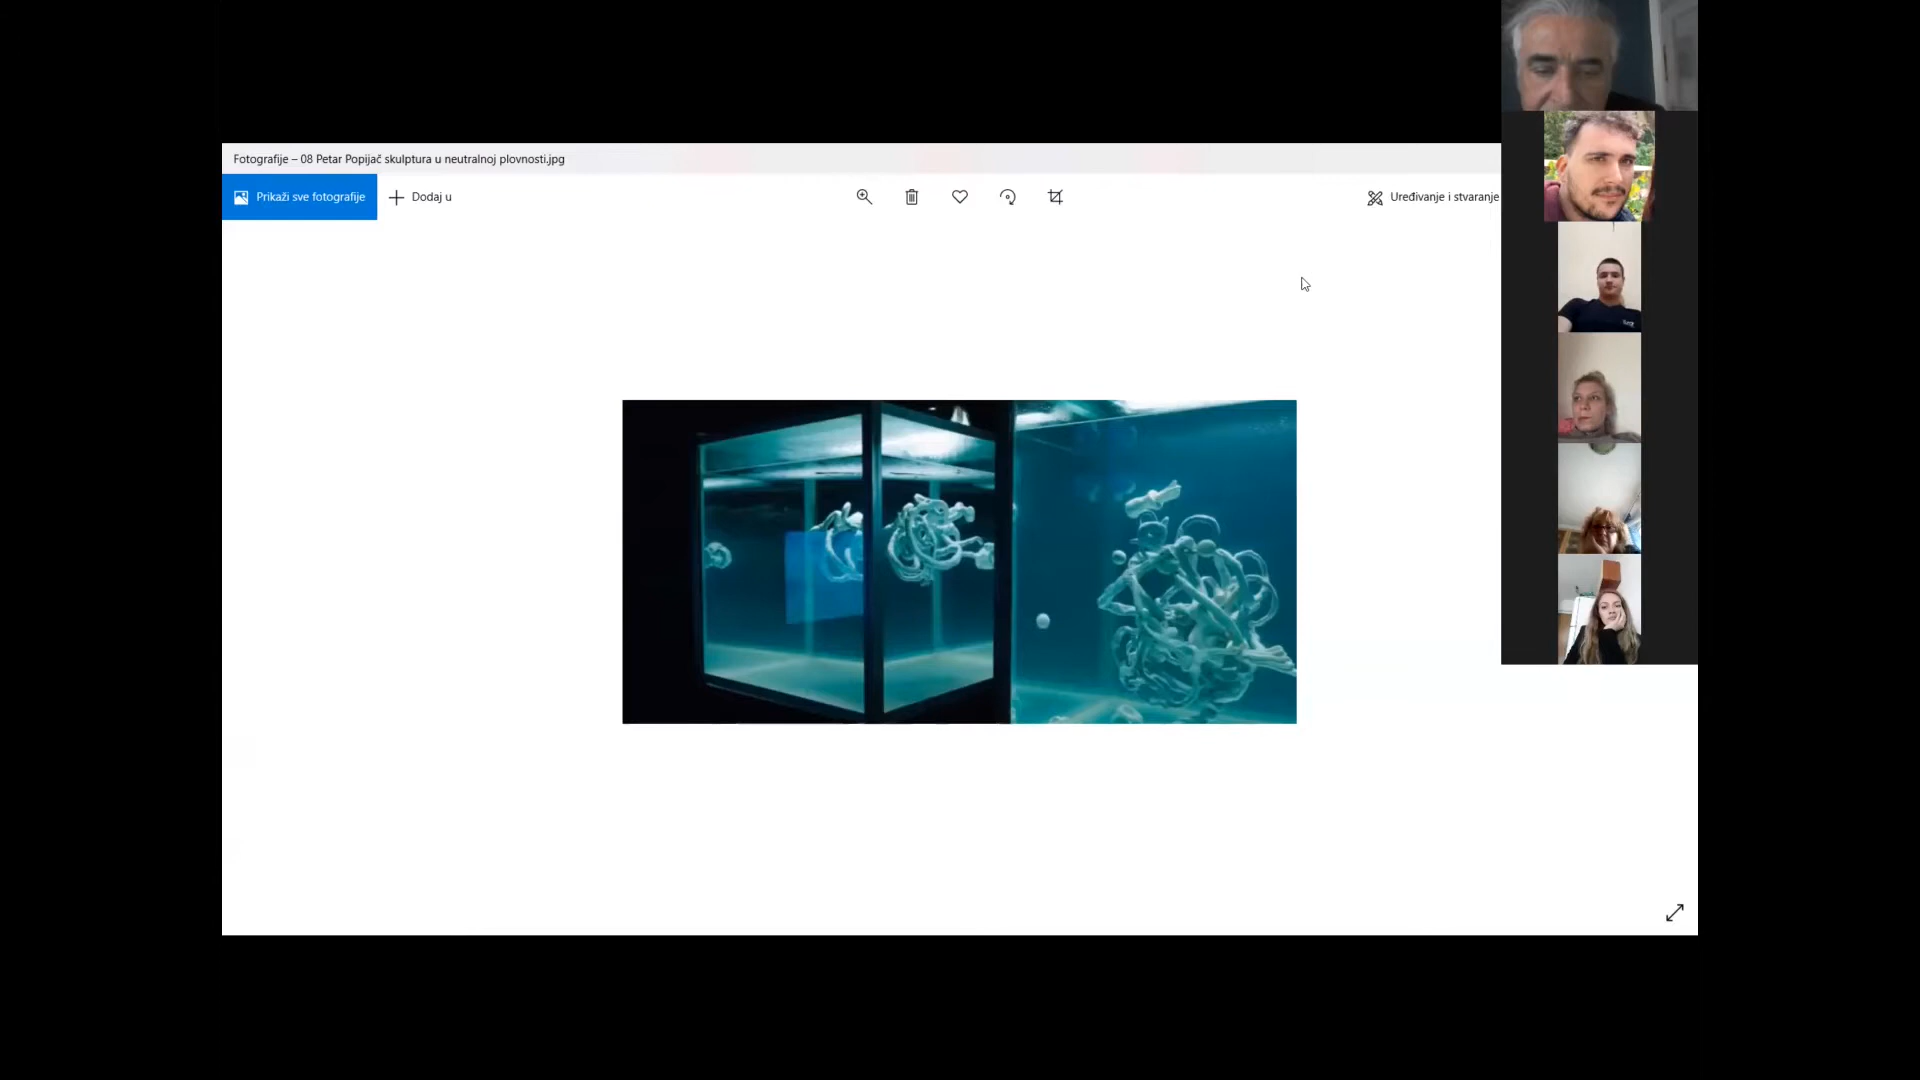 Fotografije – 08 Petar Popijač skulptura u neutralnoj plovnosti.jpg
Prikaži sve fotografije
Dodaj u
Uređivanje i stvaranje